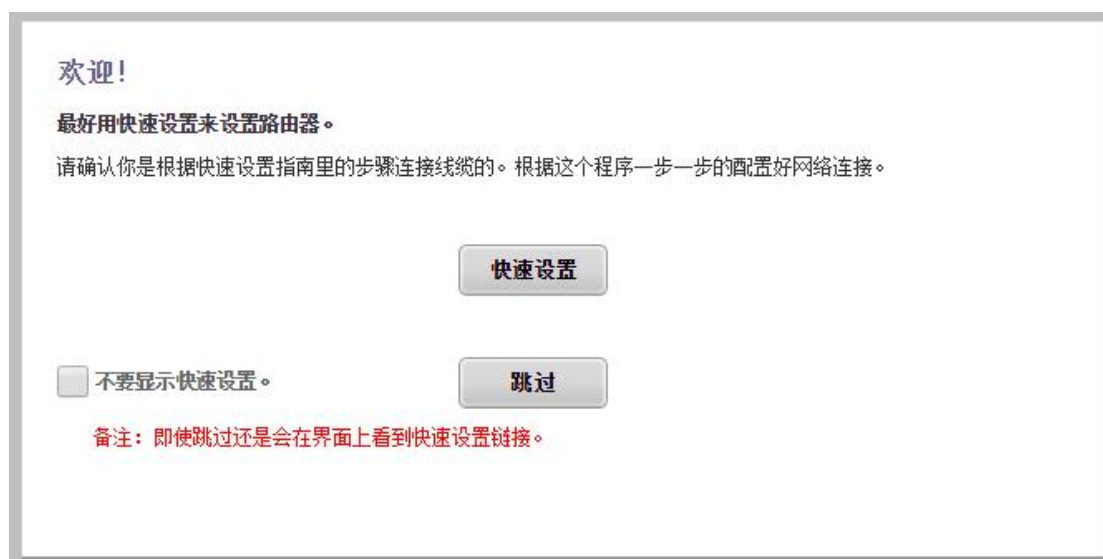 欢迎!
最好用快速设置来设置路由器。
请确认你是根据快速设置指南里的步骤连接线缆的。根据这个程序一步一步的配置好网络连接。
快速设置
不要显示快速设置。
跳过
备注：即使跳过还是会在界面上看到快速设置链接。